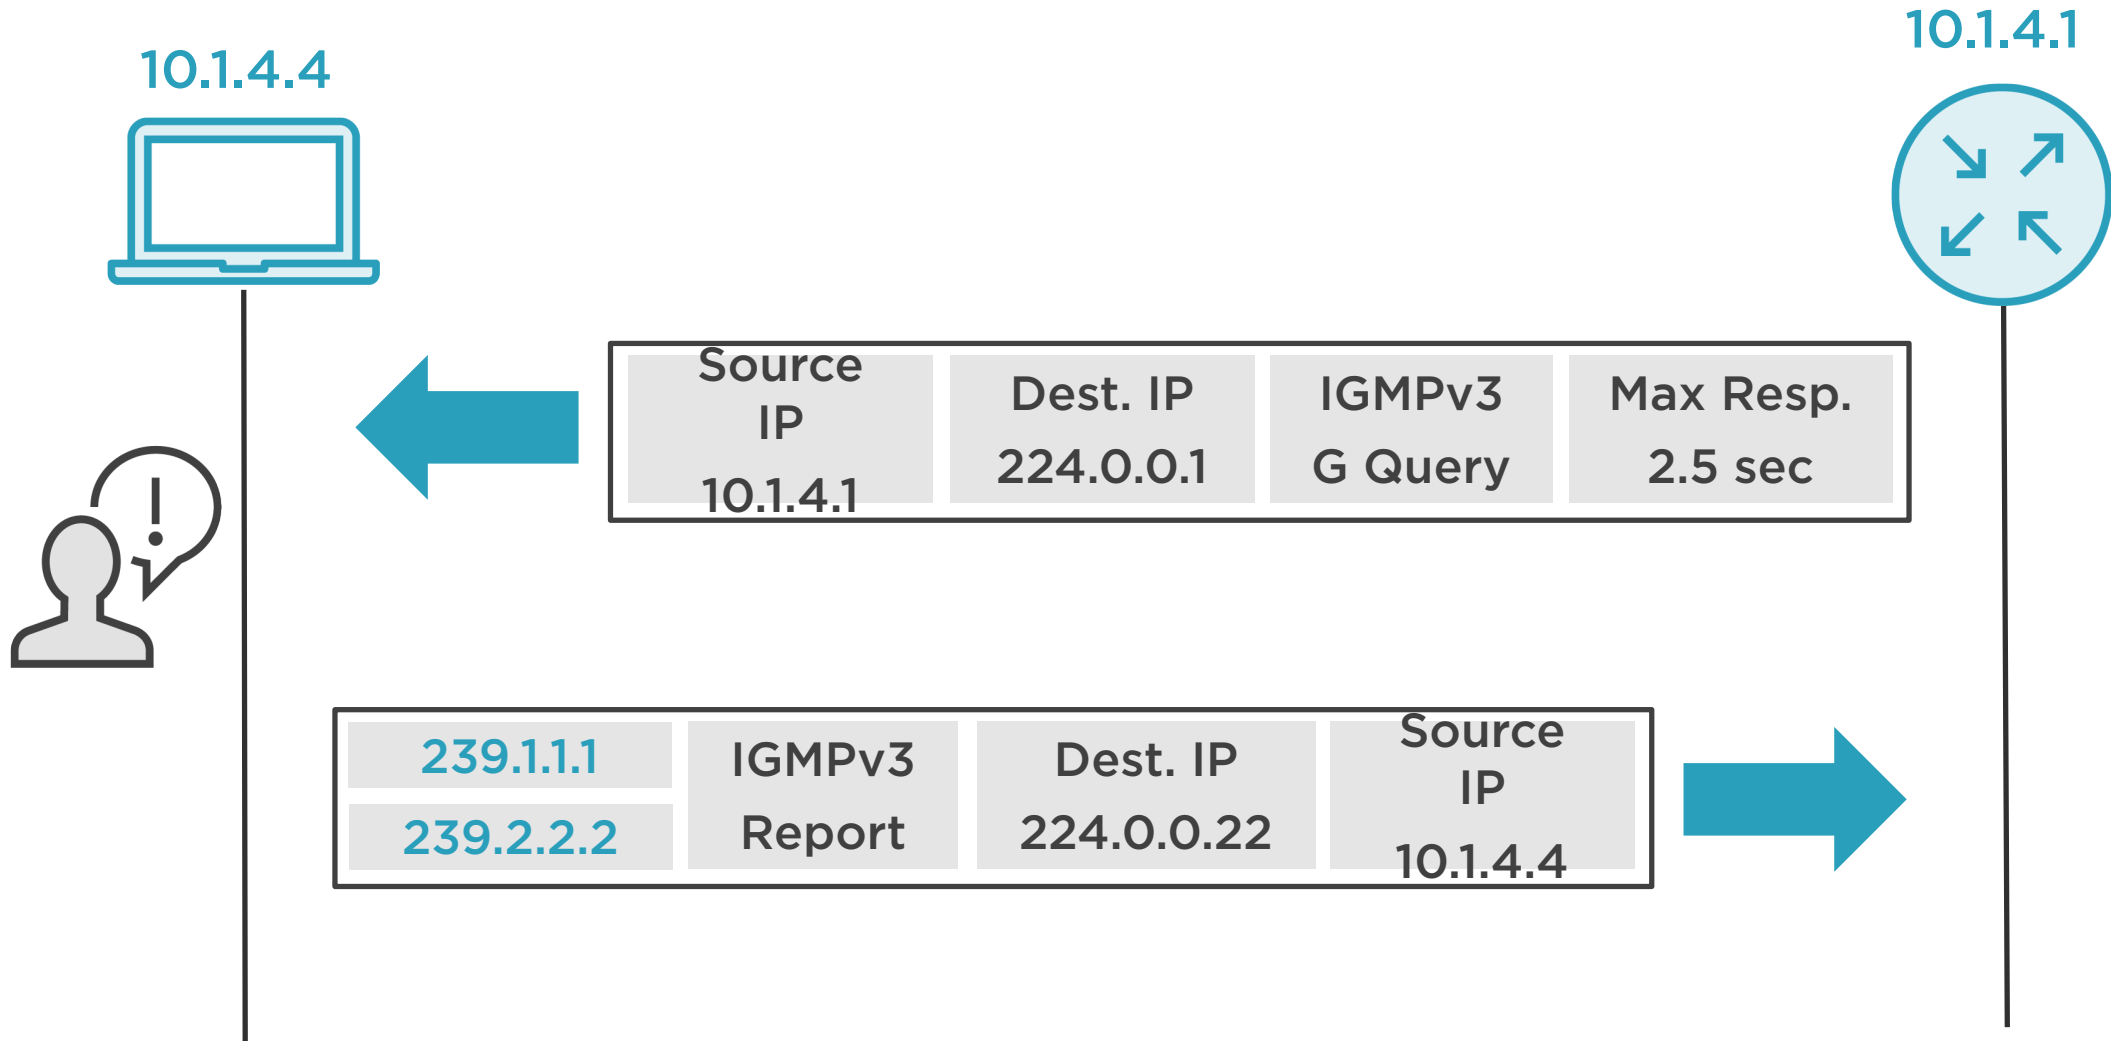 10.1.4.4
10.1.4.1
Source
IP
10.1.4.1
Dest. IP
224.0.0.1
IGMPv3
G Query
Max Resp.
2.5 sec
!
239.1.1.1
239.2.2.2
IGMPv3
Report
Dest. IP
224.0.0.22
Source
IP
10.1.4.4